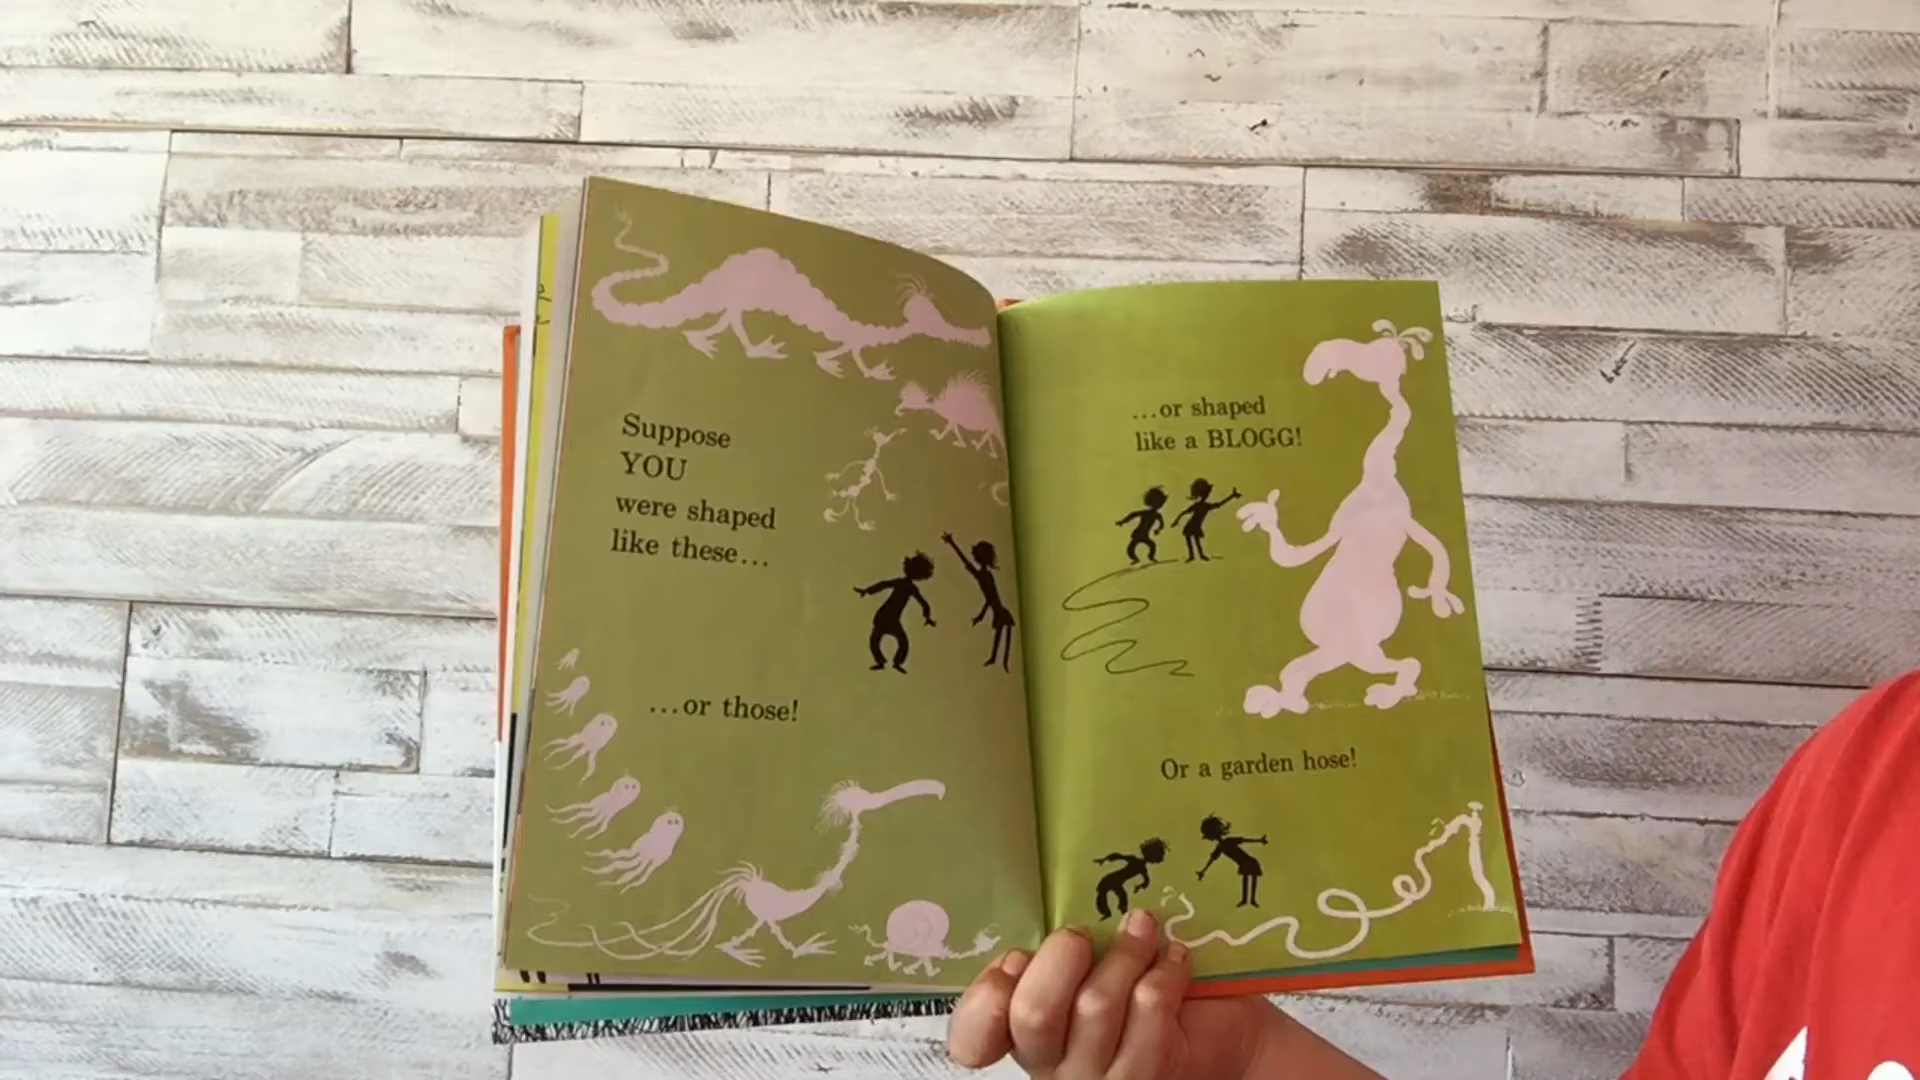 Suppose
YOU
were shaped
like these...
...or those!
...or shaped
like a BLOGG!
Or a garden hose!